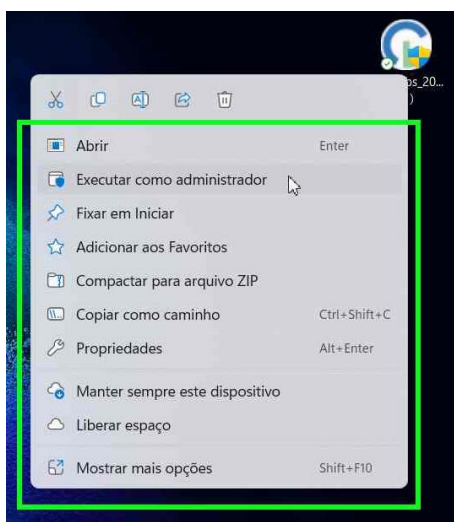 ps_20...
)
Abrir Enter
Executar como administrador
Fixar em Iniciar
Adicionar aos Favoritos
Compactar para arquivo ZIP
Copiar como caminho Ctrl+Shift+C
Propriedades Alt+Enter
Manter sempre este dispositivo
Liberar espaço
Mostrar mais opções Shift+F10